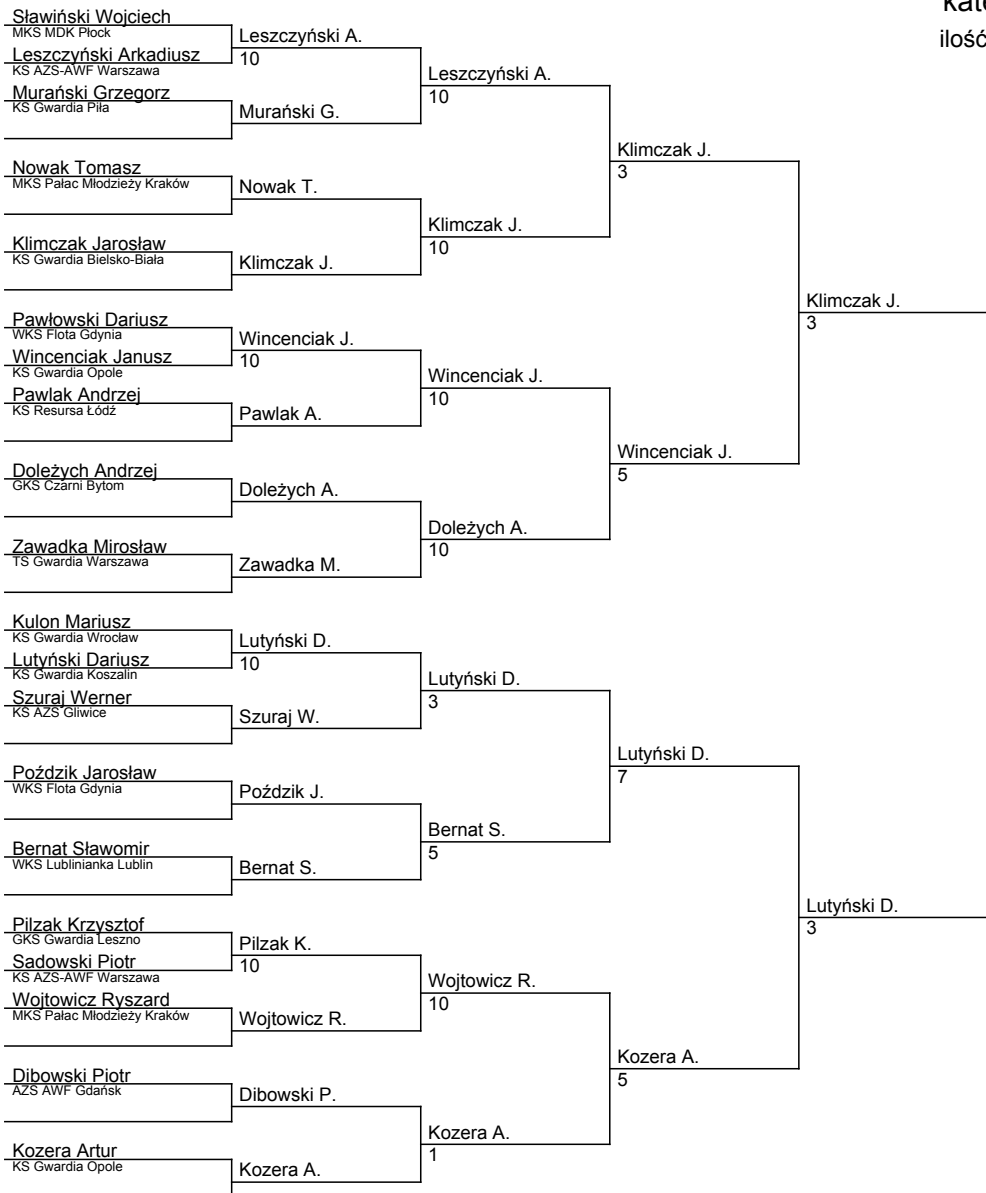 kate
ilość
Sławiński Wojciech
MKS MDK Płock
Leszczyński Arkadiusz
KS AZS-AWF Warszawa
Murański Grzegorz
KS Gwardia Piła
Nowak Tomasz
MKS Pałac Młodzieży Kraków
Klimczak Jarosław
KS Gwardia Bielsko-Biała
Pawłowski Dariusz
WKS Flota Gdynia
Wincenciak Janusz
KS Gwardia Opole
Pawlak Andrzej
KS Resursa Łódź
Doleżych Andrzej
GKS Czarni Bytom
Zawadka Mirosław
TS Gwardia Warszawa
Kulon Mariusz
KS Gwardia Wrocław
Lutyński Dariusz
KS Gwardia Koszalin
Szuraj Werner
KS AZS Gliwice
Poździk Jarosław
WKS Flota Gdynia
Bernat Sławomir
WKS Lublinianka Lublin
Pilzak Krzysztof
GKS Gwardia Leszno
Sadowski Piotr
KS AZS-AWF Warszawa
Wojtowicz Ryszard
MKS Pałac Młodzieży Kraków
Dibowski Piotr
AZS AWF Gdańsk
Kozera Artur
KS Gwardia Opole
Leszczyński A.
10
Murański G.
Nowak T.
Klimczak J.
Wincenciak J.
10
Pawlak A.
Doleżych A.
Zawadka M.
Lutyński D.
10
Szuraj W.
Poździk J.
Bernat S.
Pilzak K.
10
Wojtowicz R.
Dibowski P.
Kozera A.
Leszczyński A.
10
Klimczak J.
10
Wincenciak J.
10
Doleżych A.
10
Lutyński D.
3
Bernat S.
5
Wojtowicz R.
10
Kozera A.
1
Klimczak J.
3
Wincenciak J.
5
Lutyński D.
7
Kozera A.
5
Klimczak J.
3
Lutyński D.
3